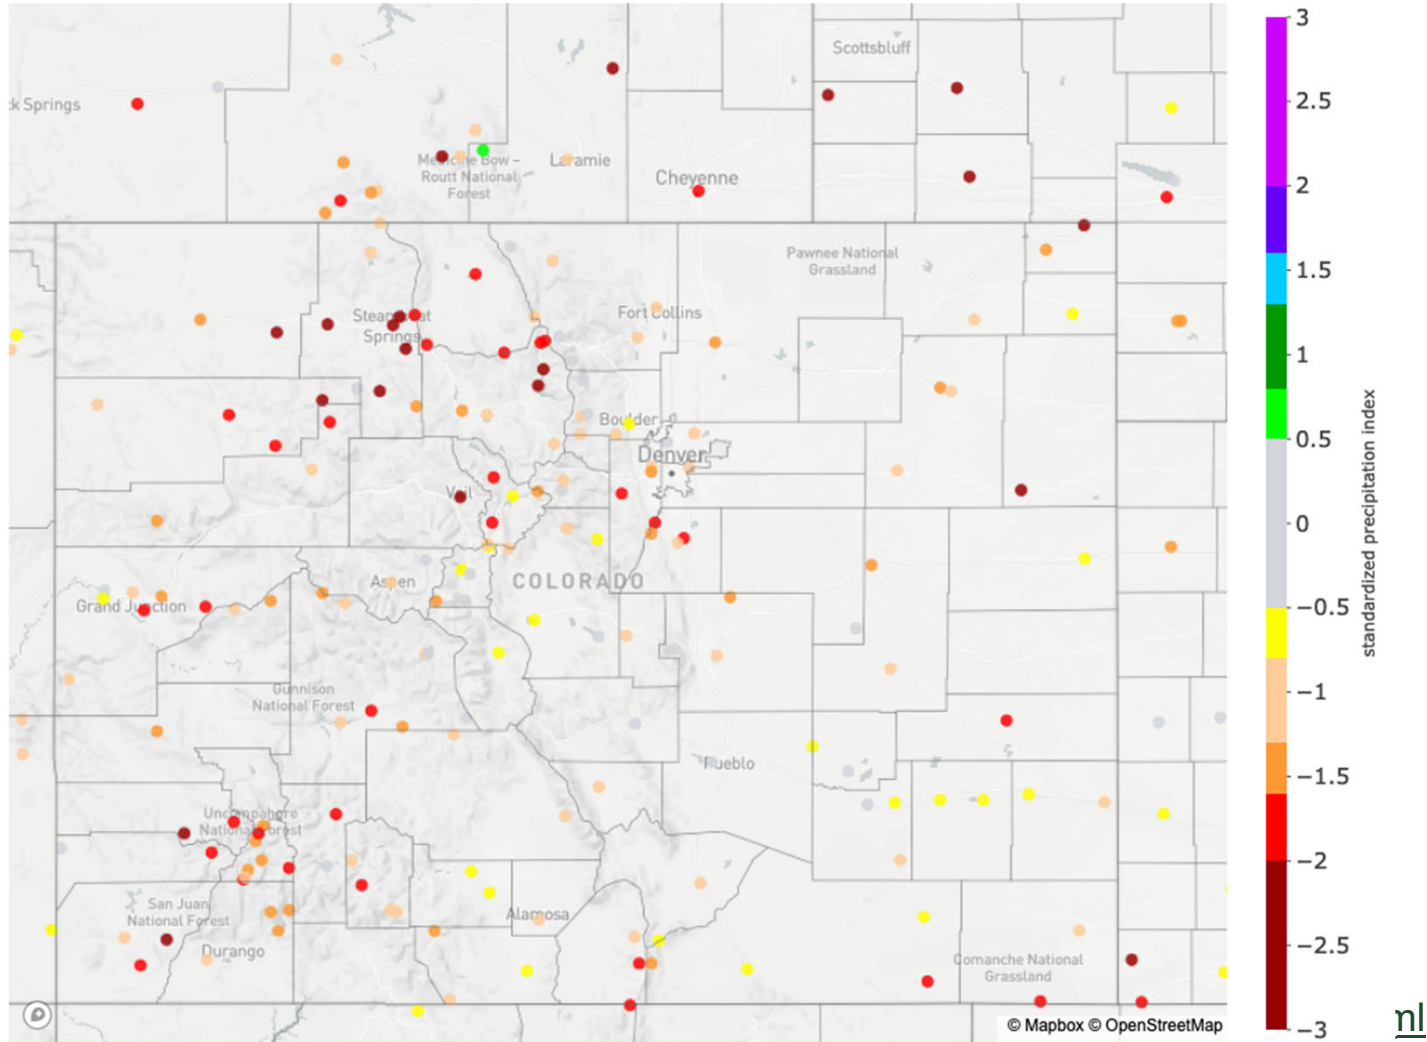 Scottsbluff
ck Springs
Medicine Bow –
Routt National
Forest
Laramie
Cheyenne
Pawnee National
Grassland
Steamboat
Springs
Fort Collins
Boulder
Denver
Vail
COLORADO
Aspen
Grand Junction
Gunnison
National Forest
Pueblo
Uncompahgre
National Forest
San Juan
National Forest
Alamosa
Durango
Comanche National
Grassland
© Mapbox © OpenStreetMap
3
2.5
2
1.5
1
0.5
0
−0.5
−1
−1.5
−2
−2.5
−3
standardized precipitation index
nl